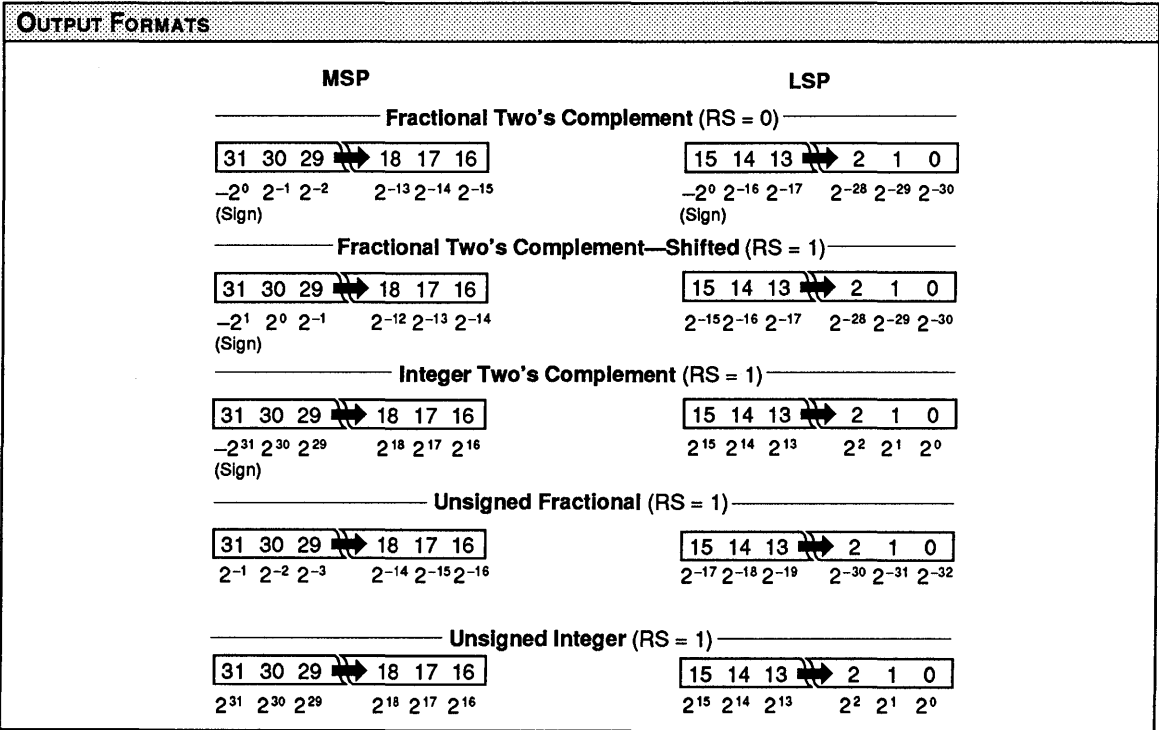 OUTPUT FORMATS
MSP LSP
Fractional Two's Complement (RS = 0)
31 30 29 18 17 16 15 14 13 2 1 0
–2⁰ 2⁻¹ 2⁻² 2⁻¹³ 2⁻¹⁴ 2⁻¹⁵ –2⁰ 2⁻¹⁶ 2⁻¹⁷ 2⁻²⁸ 2⁻²⁹ 2⁻³⁰
(Sign) (Sign)
Fractional Two's Complement—Shifted (RS = 1)
31 30 29 18 17 16 15 14 13 2 1 0
–2¹ 2⁰ 2⁻¹ 2⁻¹² 2⁻¹³ 2⁻¹⁴ 2⁻¹⁵ 2⁻¹⁶ 2⁻¹⁷ 2⁻²⁸ 2⁻²⁹ 2⁻³⁰
(Sign)
Integer Two's Complement (RS = 1)
31 30 29 18 17 16 15 14 13 2 1 0
–2³¹ 2³⁰ 2²⁹ 2¹⁸ 2¹⁷ 2¹⁶ 2¹⁵ 2¹⁴ 2¹³ 2² 2¹ 2⁰
(Sign)
Unsigned Fractional (RS = 1)
31 30 29 18 17 16 15 14 13 2 1 0
2⁻¹ 2⁻² 2⁻³ 2⁻¹⁴ 2⁻¹⁵ 2⁻¹⁶ 2⁻¹⁷ 2⁻¹⁸ 2⁻¹⁹ 2⁻³⁰ 2⁻³¹ 2⁻³²
Unsigned Integer (RS = 1)
31 30 29 18 17 16 15 14 13 2 1 0
2³¹ 2³⁰ 2²⁹ 2¹⁸ 2¹⁷ 2¹⁶ 2¹⁵ 2¹⁴ 2¹³ 2² 2¹ 2⁰